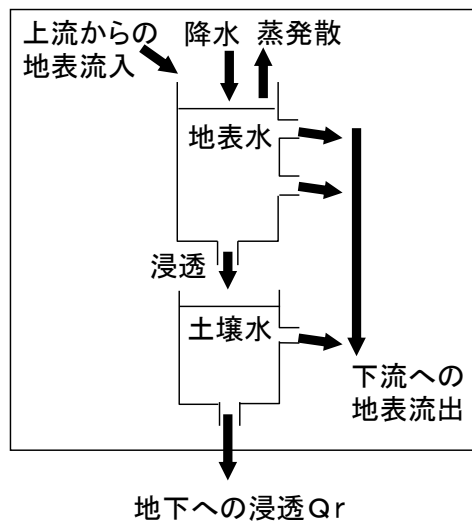 上流からの
地表流入
降水
蒸発散
地表水
浸透
土壌水
下流への
地表流出
地下への浸透Qr